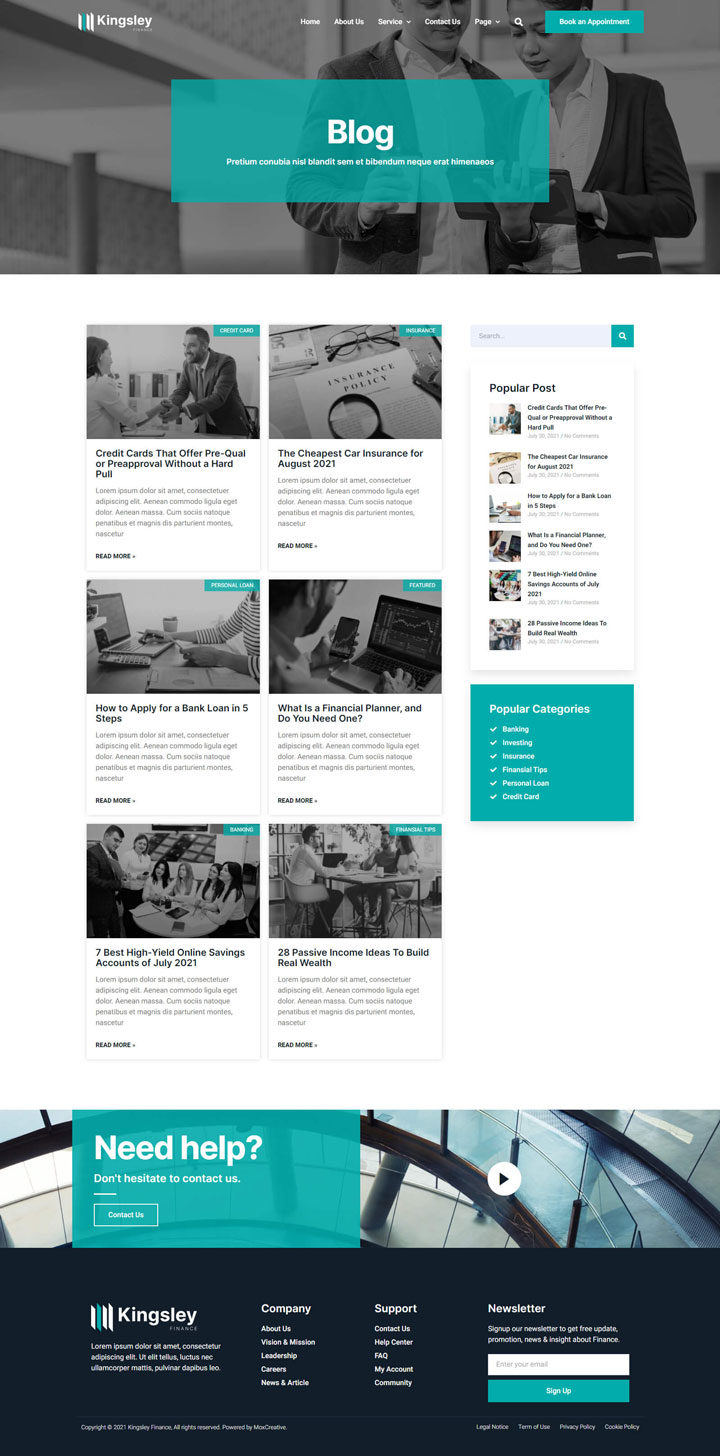 Kingsley
FINANCE
Home About Us Service Contact Us Page Book an Appointment
Blog
Pretium conubia nisl blandit sem et bibendum neque erat himenaeos
CREDIT CARD
Credit Cards That Offer Pre-Qual
or Preapproval Without a Hard
Pull
Lorem ipsum dolor sit amet, consectetuer
adipiscing elit. Aenean commodo ligula eget
dolor. Aenean massa. Cum sociis natoque
penatibus et magnis dis parturient montes,
nascetur
READ MORE »
INSURANCE
INSURANCE
POLICY
The Cheapest Car Insurance for
August 2021
Lorem ipsum dolor sit amet, consectetuer
adipiscing elit. Aenean commodo ligula eget
dolor. Aenean massa. Cum sociis natoque
penatibus et magnis dis parturient montes,
nascetur
READ MORE »
PERSONAL LOAN
How to Apply for a Bank Loan in 5
Steps
Lorem ipsum dolor sit amet, consectetuer
adipiscing elit. Aenean commodo ligula eget
dolor. Aenean massa. Cum sociis natoque
penatibus et magnis dis parturient montes,
nascetur
READ MORE »
FEATURED
What Is a Financial Planner, and
Do You Need One?
Lorem ipsum dolor sit amet, consectetuer
adipiscing elit. Aenean commodo ligula eget
dolor. Aenean massa. Cum sociis natoque
penatibus et magnis dis parturient montes,
nascetur
READ MORE »
BANKING
7 Best High-Yield Online Savings
Accounts of July 2021
Lorem ipsum dolor sit amet, consectetuer
adipiscing elit. Aenean commodo ligula eget
dolor. Aenean massa. Cum sociis natoque
penatibus et magnis dis parturient montes,
nascetur
READ MORE »
FINANSIAL TIPS
28 Passive Income Ideas To Build
Real Wealth
Lorem ipsum dolor sit amet, consectetuer
adipiscing elit. Aenean commodo ligula eget
dolor. Aenean massa. Cum sociis natoque
penatibus et magnis dis parturient montes,
nascetur
READ MORE »
Search...
Popular Post
Credit Cards That Offer Pre-
Qual or Preapproval Without a
Hard Pull
July 30, 2021 / No Comments
The Cheapest Car Insurance
for August 2021
July 30, 2021 / No Comments
How to Apply for a Bank Loan
in 5 Steps
July 30, 2021 / No Comments
What Is a Financial Planner,
and Do You Need One?
July 30, 2021 / No Comments
7 Best High-Yield Online
Savings Accounts of July
2021
July 30, 2021 / No Comments
28 Passive Income Ideas To
Build Real Wealth
July 30, 2021 / No Comments
Popular Categories
Banking
Investing
Insurance
Finansial Tips
Personal Loan
Credit Card
Need help?
Don't hesitate to contact us.
Contact Us
Kingsley
FINANCE
Lorem ipsum dolor sit amet, consectetur
adipiscing elit. Ut elit tellus, luctus nec
ullamcorper mattis, pulvinar dapibus leo.
Company
About Us
Vision & Mission
Leadership
Careers
News & Article
Support
Contact Us
Help Center
FAQ
My Account
Community
Newsletter
Signup our newsletter to get free update,
promotion, news & insight about Finance.
Enter your email
Sign Up
Copyright © 2021 Kingsley Finance, All rights reserved. Powered by MoxCreative.
Legal Notice Term of Use Privacy Policy Cookie Policy